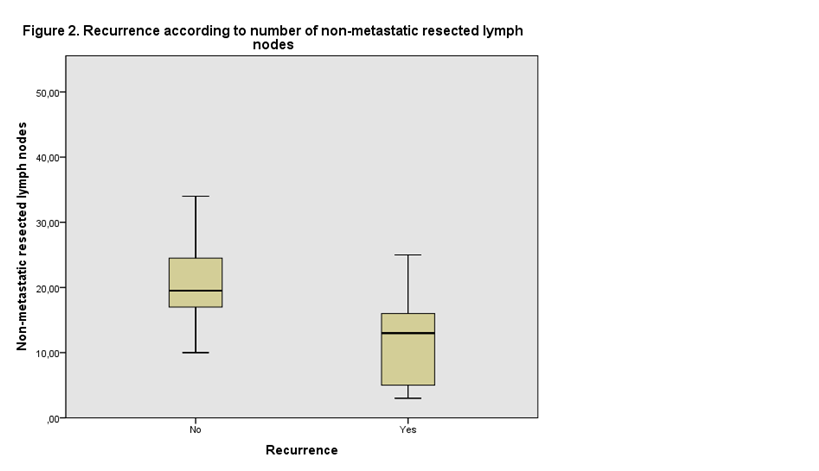 Figure 2. Recurrence according to number of non-metastatic resected lymph
nodes
Non-metastatic resected lymph nodes
50,00
40,00
30,00
20,00
10,00
,00
No
Yes
Recurrence